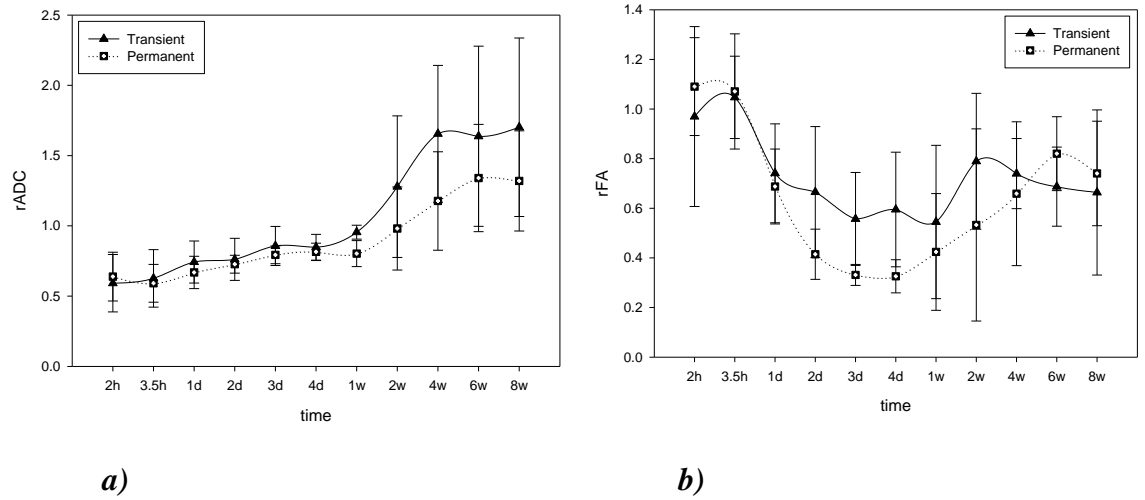 2.5
2.0
1.5
1.0
0.5
0.0
rADC
Transient
Permanent
2h 3.5h 1d 2d 3d 4d 1w 2w 4w 6w 8w
time
a)
1.4
1.2
1.0
0.8
0.6
0.4
0.2
0.0
rFA
Transient
Permanent
2h 3.5h 1d 2d 3d 4d 1w 2w 4w 6w 8w
time
b)